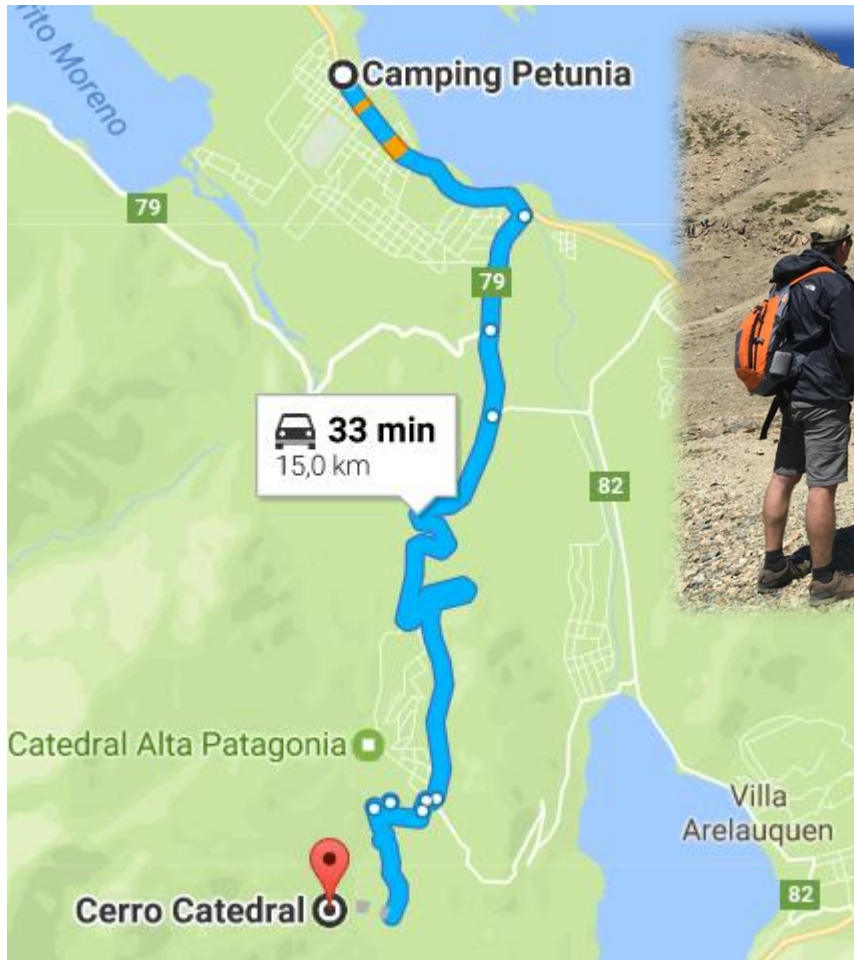 rito Moreno
Camping Petunia
79
79
33 min
15,0 km
82
Catedral Alta Patagonia
Villa
Arelauquen
82
Cerro Catedral